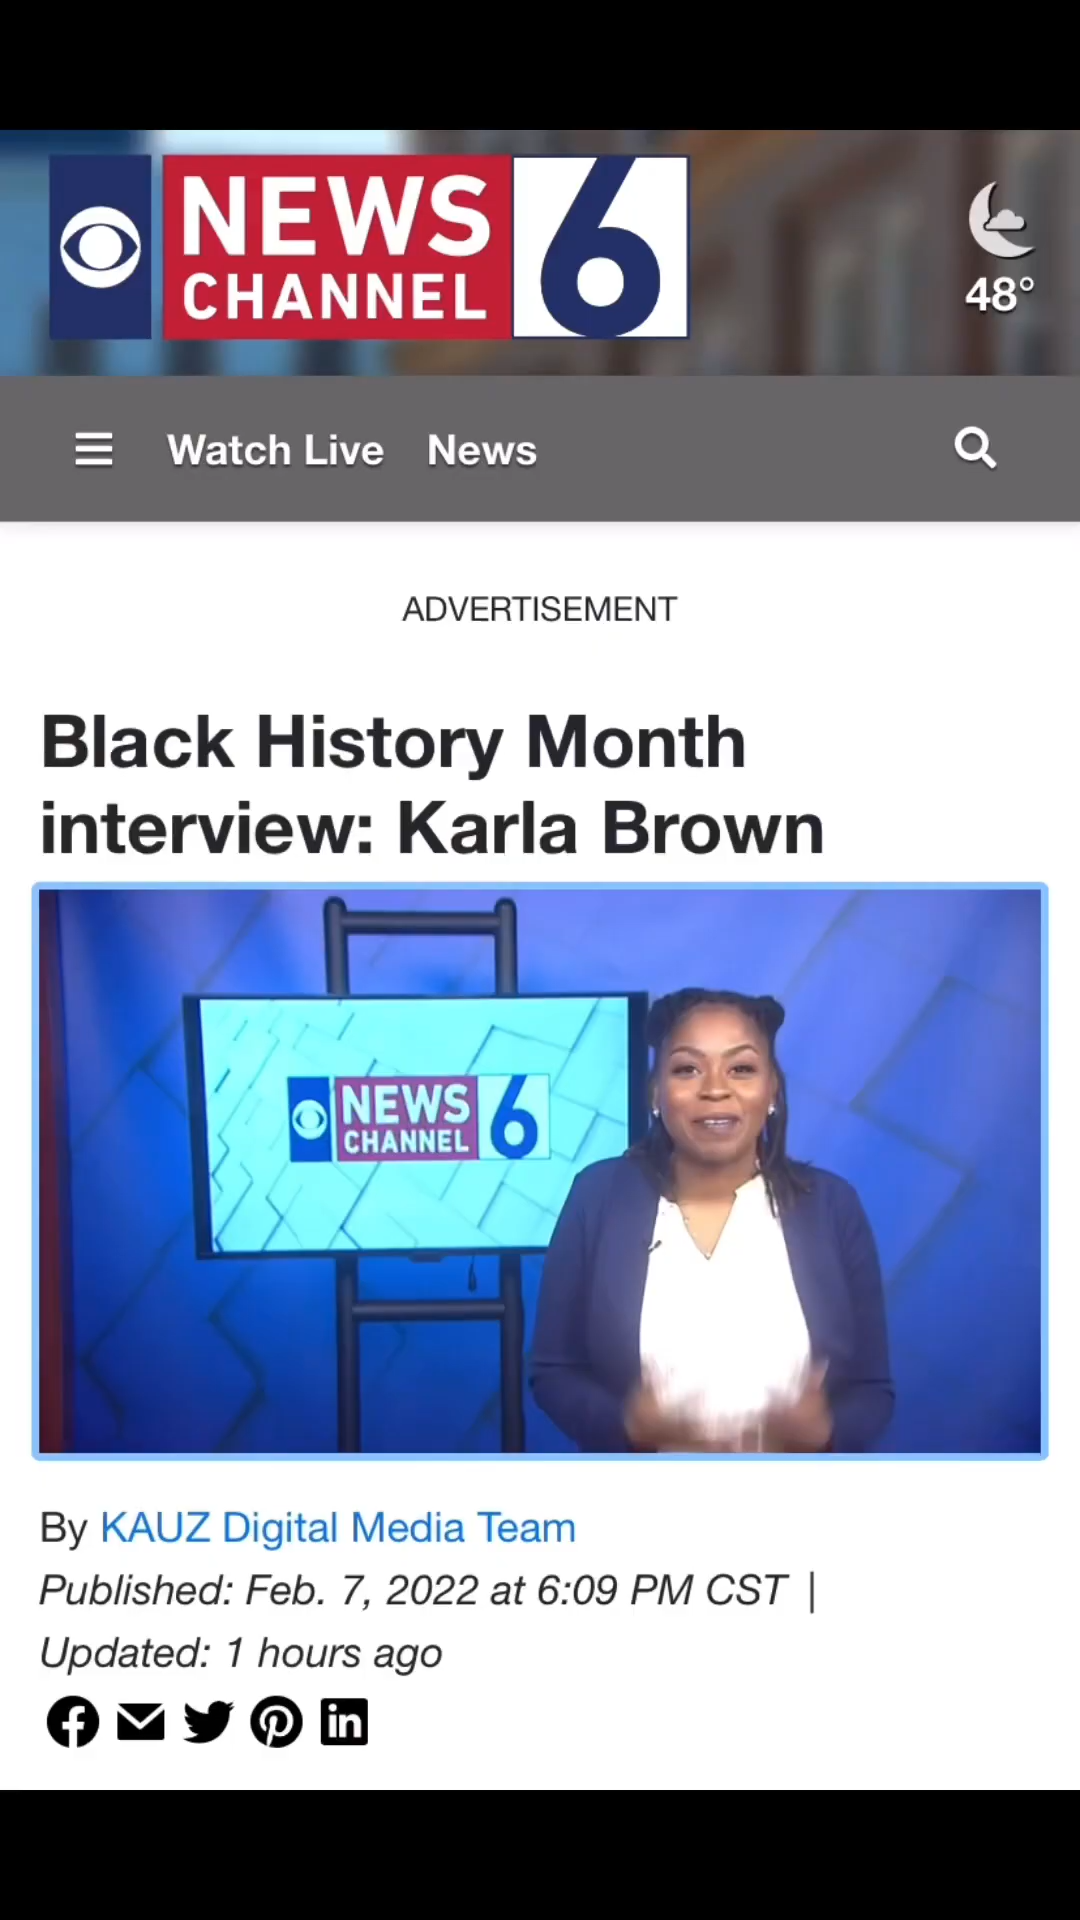 NEWS
CHANNEL
6
48°
Watch Live News
ADVERTISEMENT
Black History Month
interview: Karla Brown
NEWS
CHANNEL
6
By KAUZ Digital Media Team
Published: Feb. 7, 2022 at 6:09 PM CST |
Updated: 1 hours ago
in